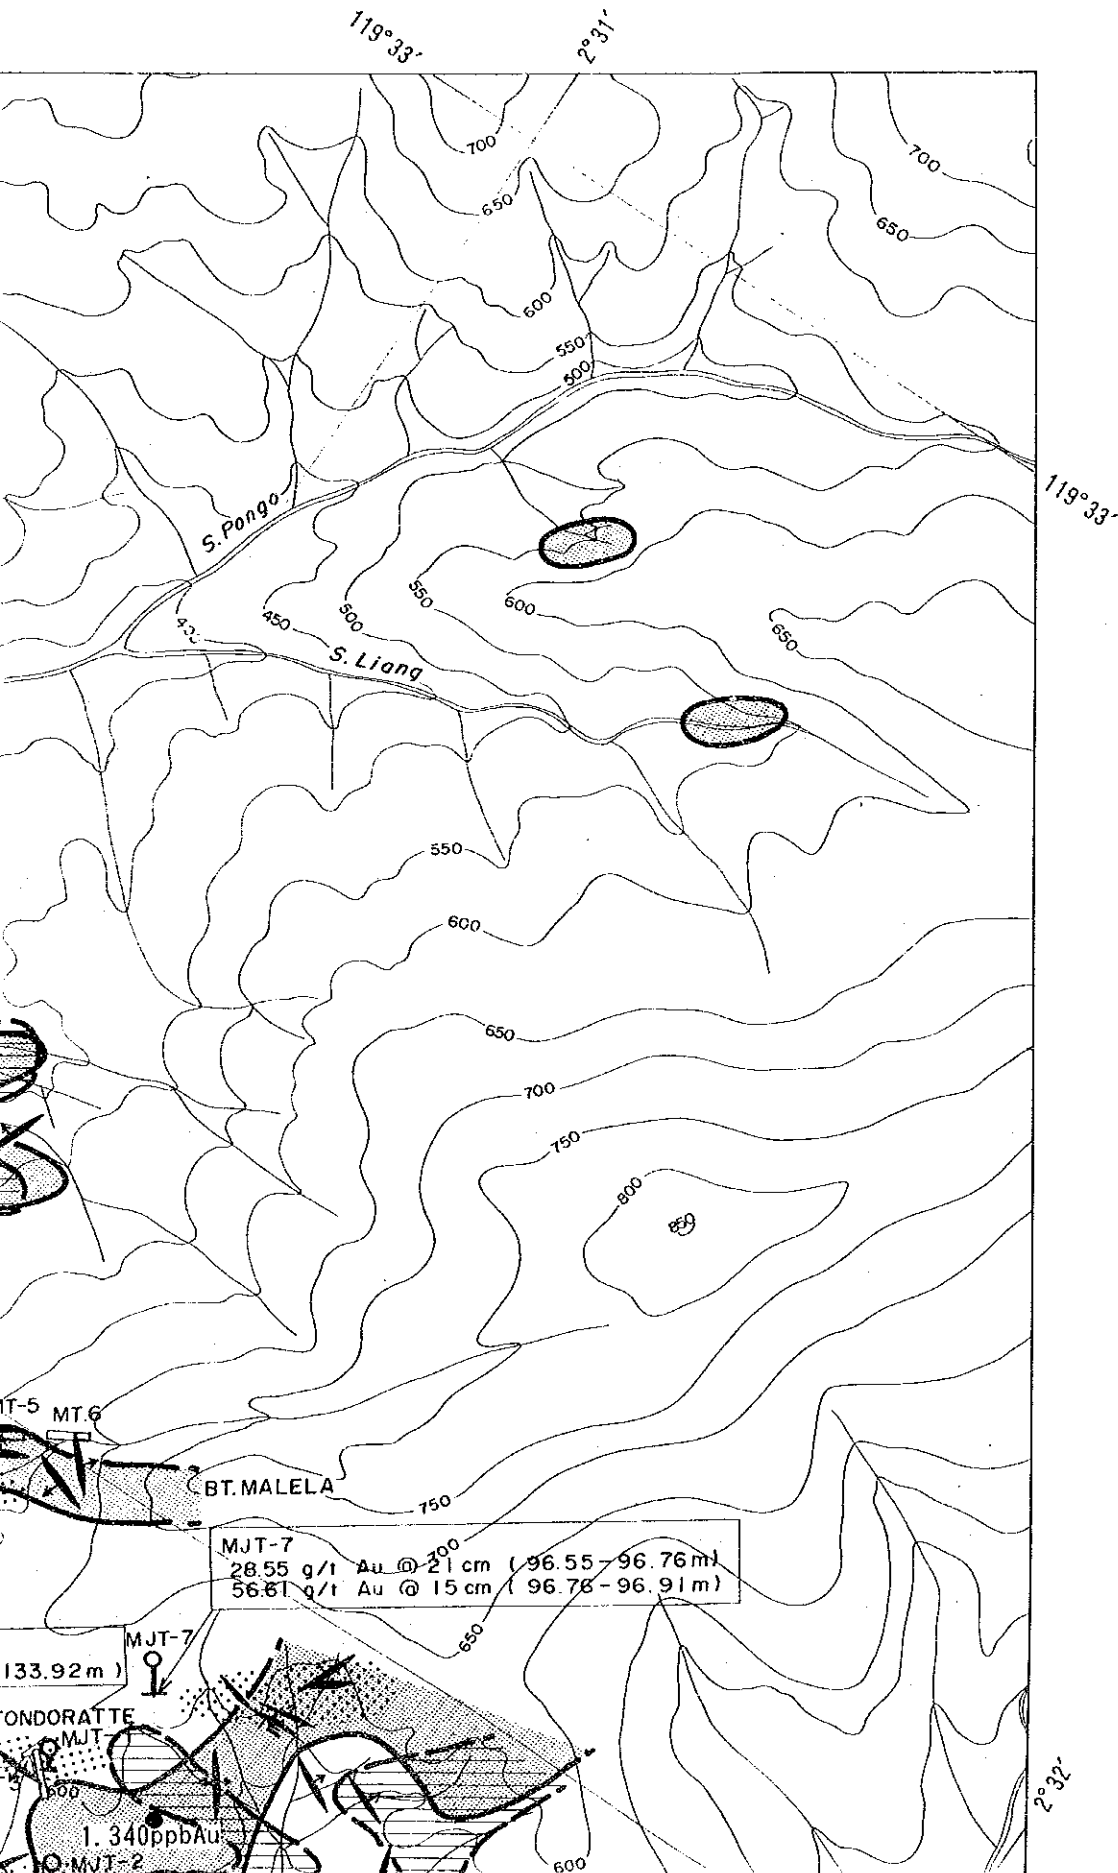 119°33′
2°31′
700
700
650
650
600
550
500
119°33′
S. Pongo
550
600
500
450
650
S. Liang
550
600
650
700
750
800
850
MT.6
BT. MALELA
750
700
MJT-7
28.55 g/t Au @ 21 cm (96.55-96.76m)
56.61 g/t Au @ 15 cm (96.76-96.91m)
650
MJT-7
133.92m)
TONDORATTE
600
2°32′
1. 340ppbAu
MJT-2
600